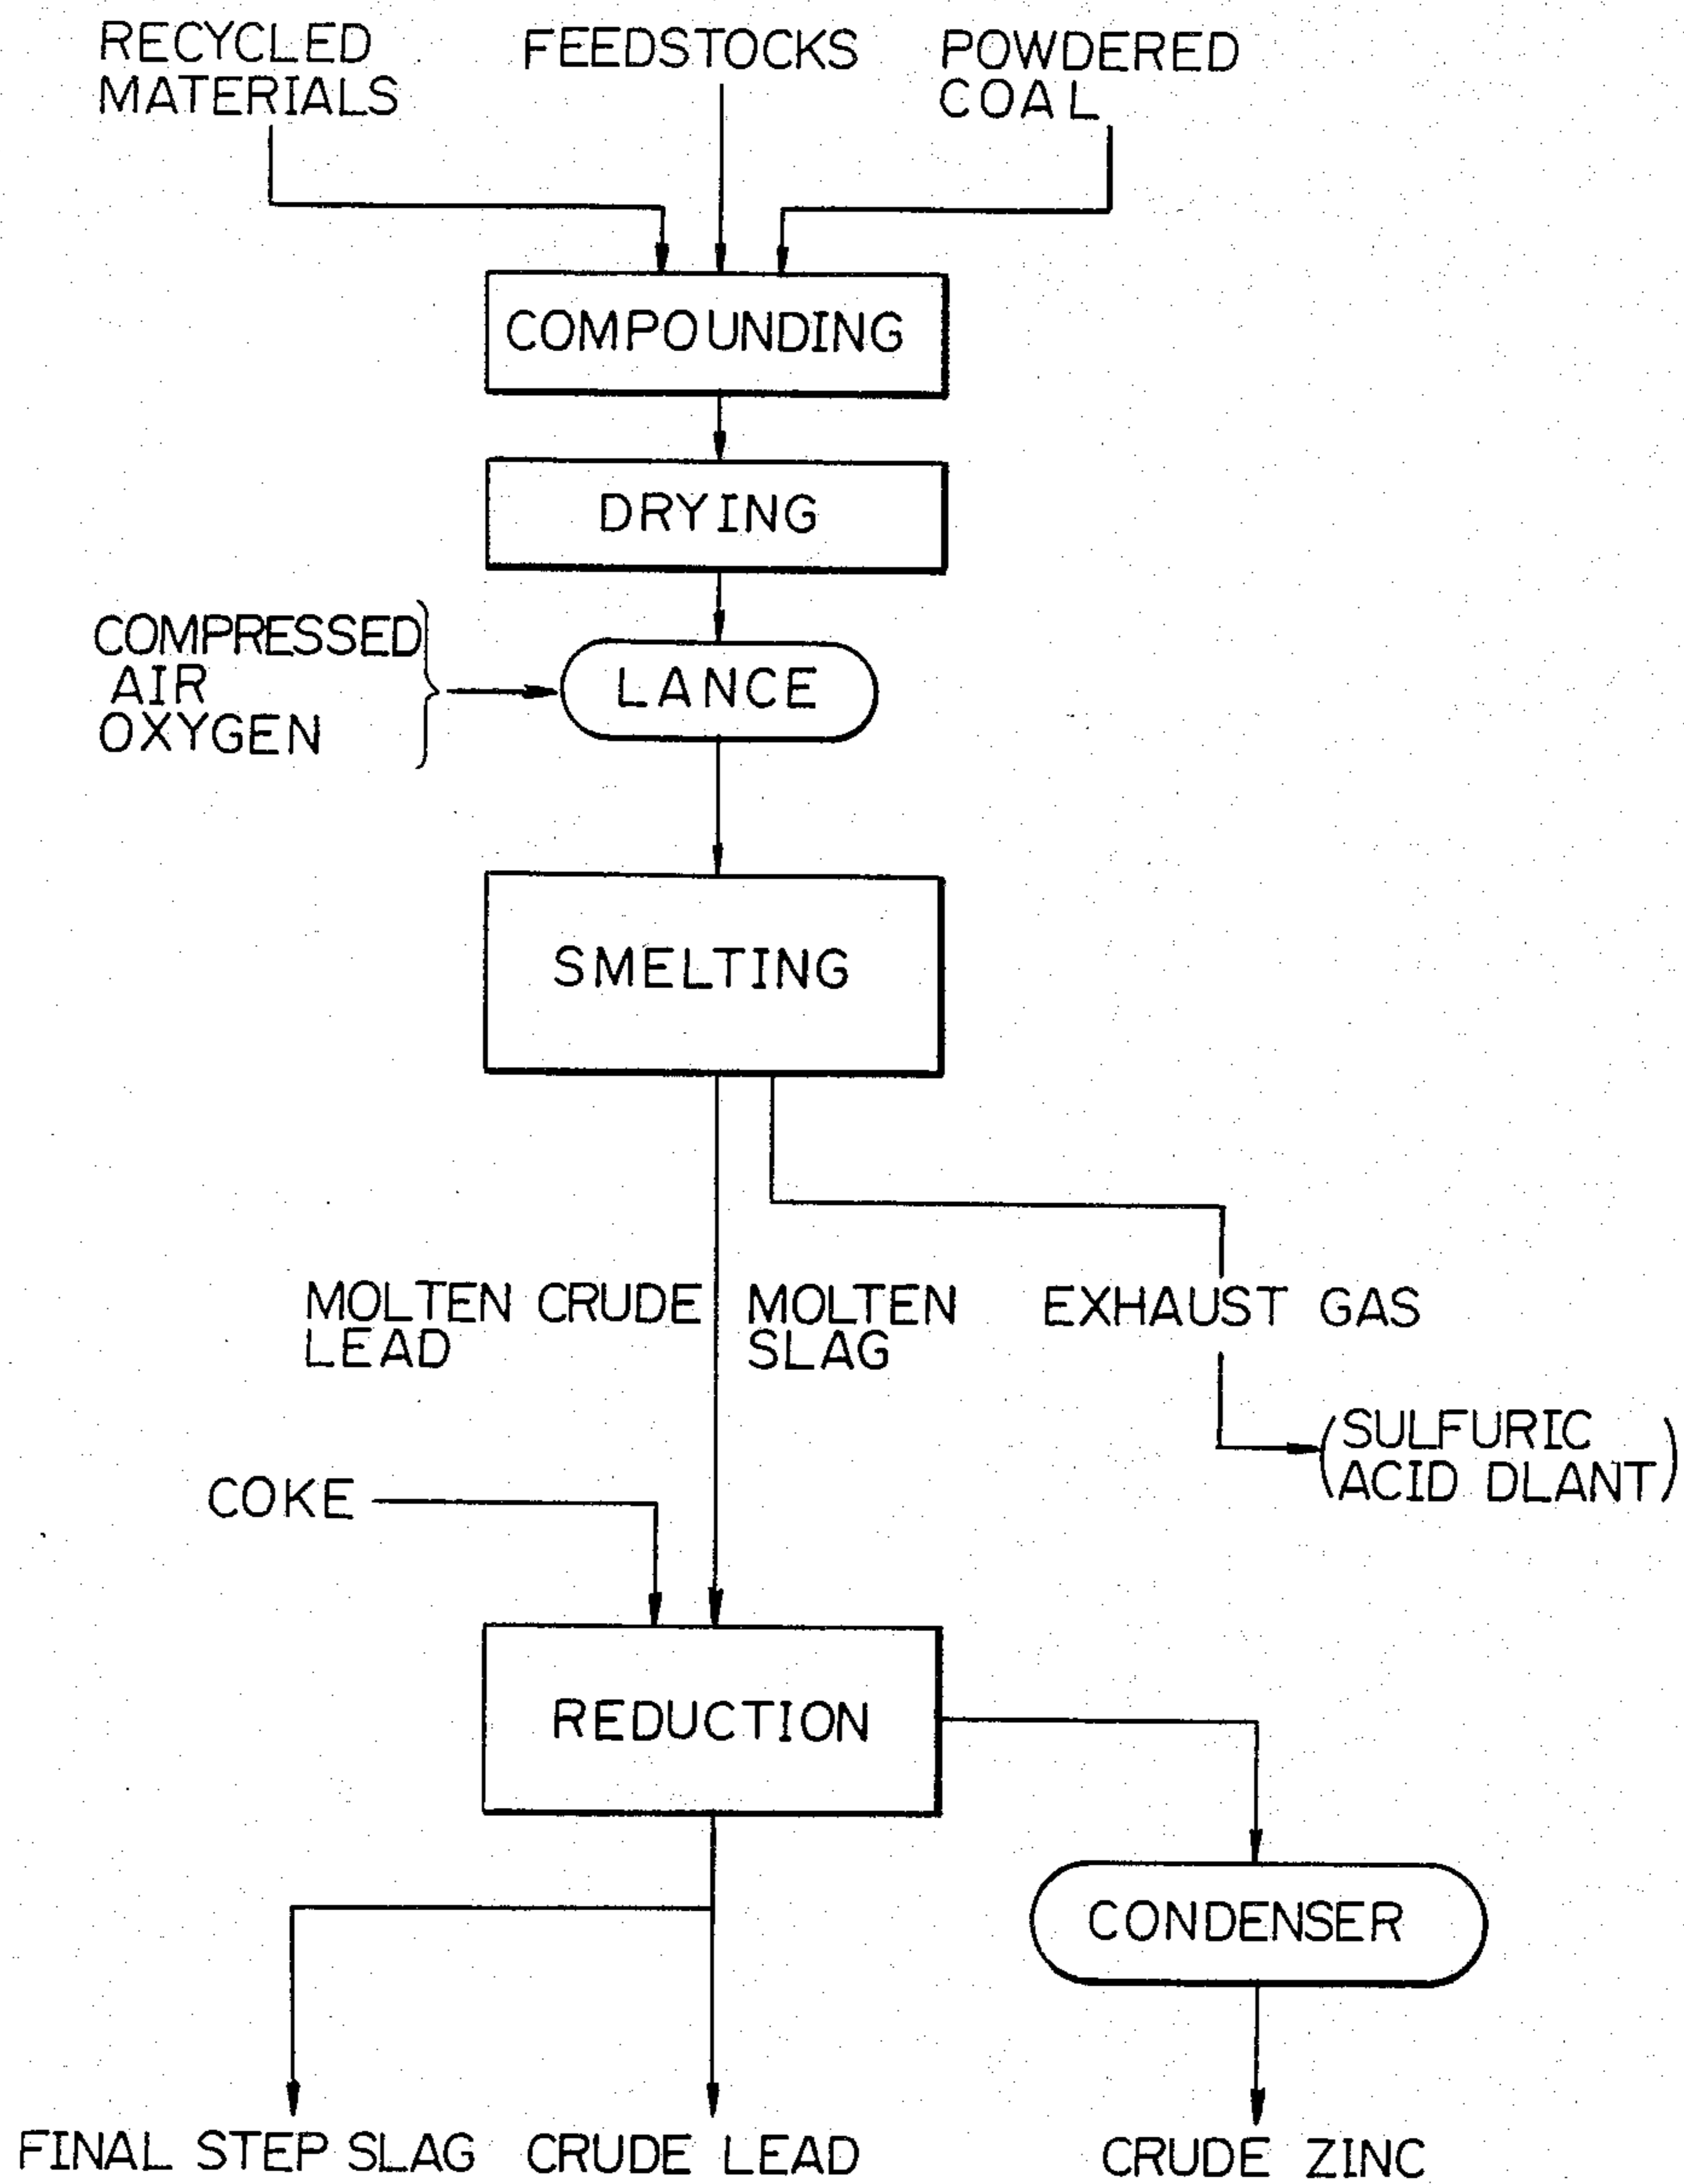 RECYCLED
MATERIALS
FEEDSTOCKS
POWDERED
COAL
COMPOUNDING
DRYING
COMPRESSED
AIR
OXYGEN
LANCE
SMELTING
MOLTEN CRUDE
LEAD
MOLTEN
SLAG
EXHAUST GAS
(SULFURIC
ACID DLANT)
COKE
REDUCTION
CONDENSER
FINAL STEP SLAG
CRUDE LEAD
CRUDE ZINC